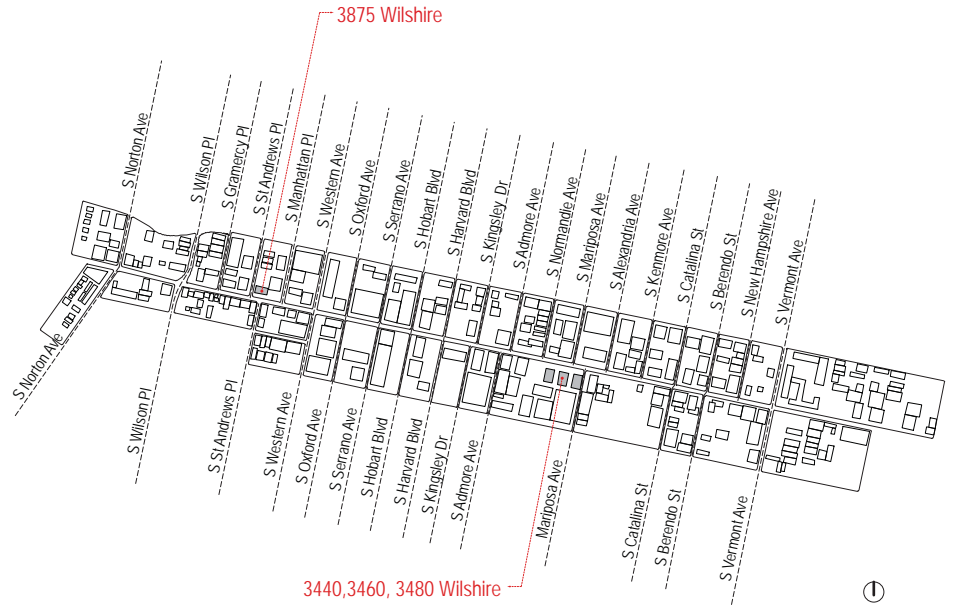 3875 Wilshire
S Norton Ave
S Wilson Pl
S Gramercy Pl
S St Andrews Pl
S Manhattan Pl
S Western Ave
S Oxford Ave
S Serrano Ave
S Hobart Blvd
S Harvard Blvd
S Kingsley Dr
S Admore Ave
S Normandie Ave
S Mariposa Ave
S Alexandria Ave
S Kenmore Ave
S Catalina St
S Berendo St
S New Hampshire Ave
S Vermont Ave
S Norton Ave
S Wilson Pl
S St Andrews Pl
S Western Ave
S Oxford Ave
S Serrano Ave
S Hobart Blvd
S Harvard Blvd
S Kingsley Dr
S Admore Ave
Mariposa Ave
S Catalina St
S Berendo St
S Vermont Ave
3440,3460, 3480 Wilshire